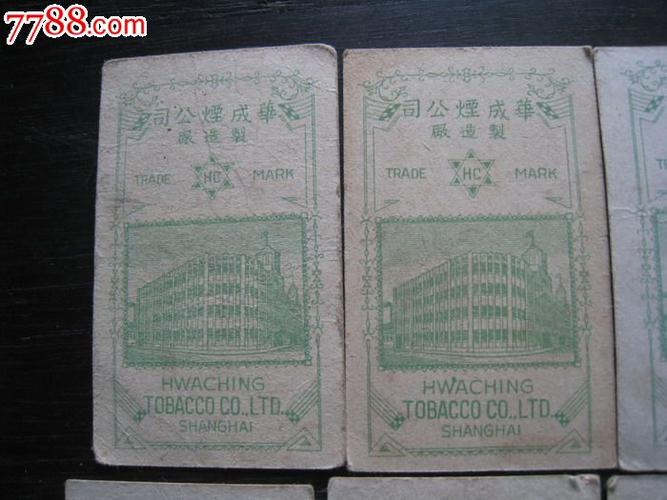 7788.com
司公煙成華
廠造製
TRADE HC MARK
HWACHING
TOBACCO CO.,LTD.
SHANGHAI
司公煙成華
廠造製
TRADE HC MARK
HWACHING
TOBACCO CO.,LTD.
SHANGHAI